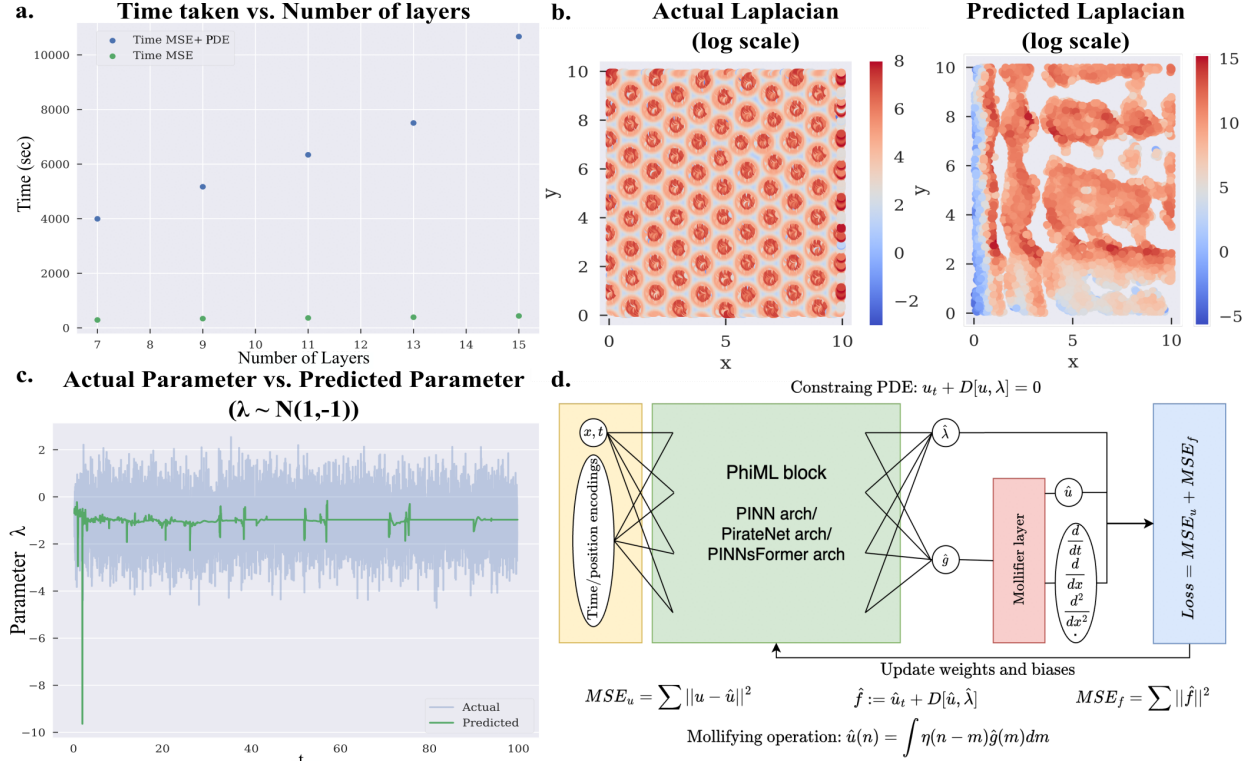 a. Time taken vs. Number of layers
Time MSE+ PDE
Time MSE
10000
8000
6000
4000
2000
0
Time (sec)
7 8 9 10 11 12 13 14 15
Number of Layers
b. Actual Laplacian
(log scale)
10
8
6
4
2
0
y
0 5 10
x
8
6
4
2
0
−2
Predicted Laplacian
(log scale)
10
8
6
4
2
0
y
0 5 10
x
15
10
5
0
−5
c. Actual Parameter vs. Predicted Parameter
(λ ~ N(1,-1))
2
0
−2
−4
−6
−8
−10
Parameter λ
Actual
Predicted
0 20 40 60 80 100
t
d.
Constraing PDE: u_t + D[u, λ] = 0
x, t
Time/position encodings
PhiML block
PINN arch/
PirateNet arch/
PINNsFormer arch
λ̂
ĝ
Mollifier layer
û
d/dt
d/dx
d²/dx²
.
Loss = MSE_u + MSE_f
Update weights and biases
MSE_u = ∑ ||u − û||²
f̂ := û_t + D[û, λ̂]
MSE_f = ∑ ||f̂||²
Mollifying operation: û(n) = ∫ η(n − m)ĝ(m)dm